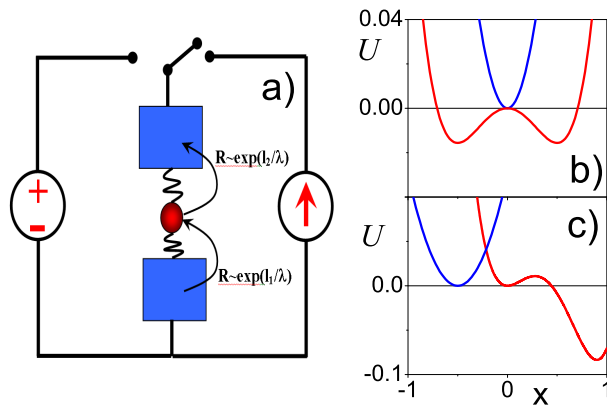 a)
R~exp(l₂/λ)
+
-
R~exp(l₁/λ)
0.04
U
0.00
b)
U
c)
0.0
-0.1
-1
0
1
x